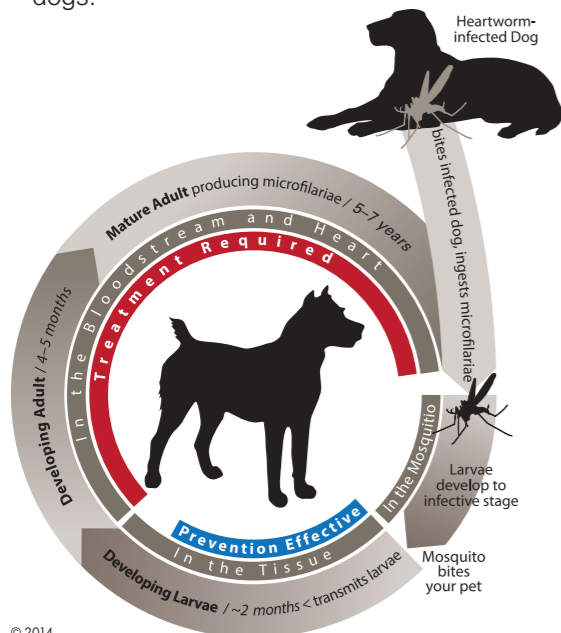 dogs.
Heartworm-
infected Dog
bites infected dog, ingests microfilariae
Mature Adult producing microfilariae / 5–7 years
In the Bloodstream and Heart
Treatment Required
Developing Adult / 4–5 months
In the Mosquitio
Larvae
develop to
infective stage
Mosquito
bites
your pet
Prevention Effective
In the Tissue
Developing Larvae / ~2 months < transmits larvae
© 2014